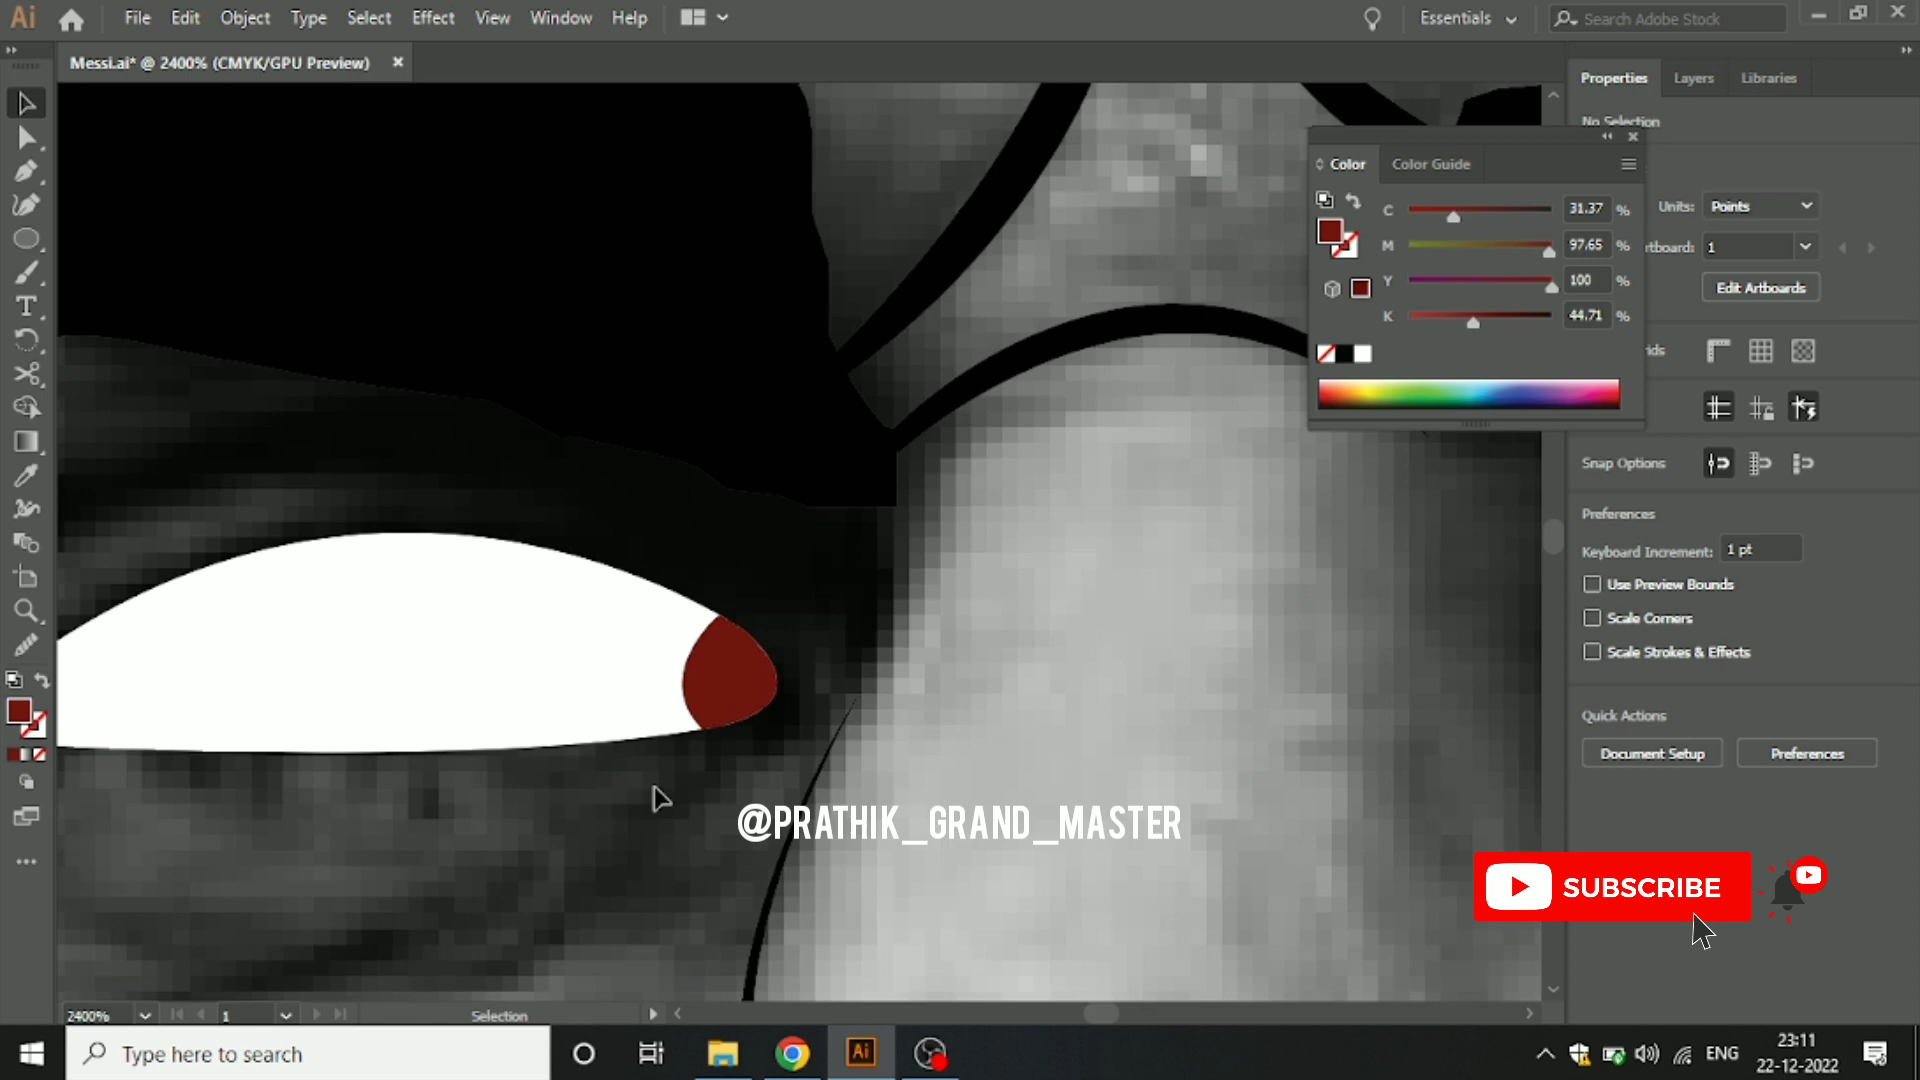 Ai File Edit Object Type Select Effect View Window Help Essentials Search Adobe Stock
Messi.ai* @ 2400% (CMYK/GPU Preview)
Properties Layers Libraries
No Selection
Color Color Guide
C 31.37 %
M 97.65 %
Y 100 %
K 44.71 %
Units: Points
rtboard: 1
Edit Artboards
ids
Snap Options
Preferences
Keyboard Increment: 1 pt
Use Preview Bounds
Scale Corners
Scale Strokes & Effects
Quick Actions
Document Setup Preferences
@PRATHIK_GRAND_MASTER
SUBSCRIBE
2400% 1 Selection
Type here to search
Ai
ENG
23:11
22-12-2022